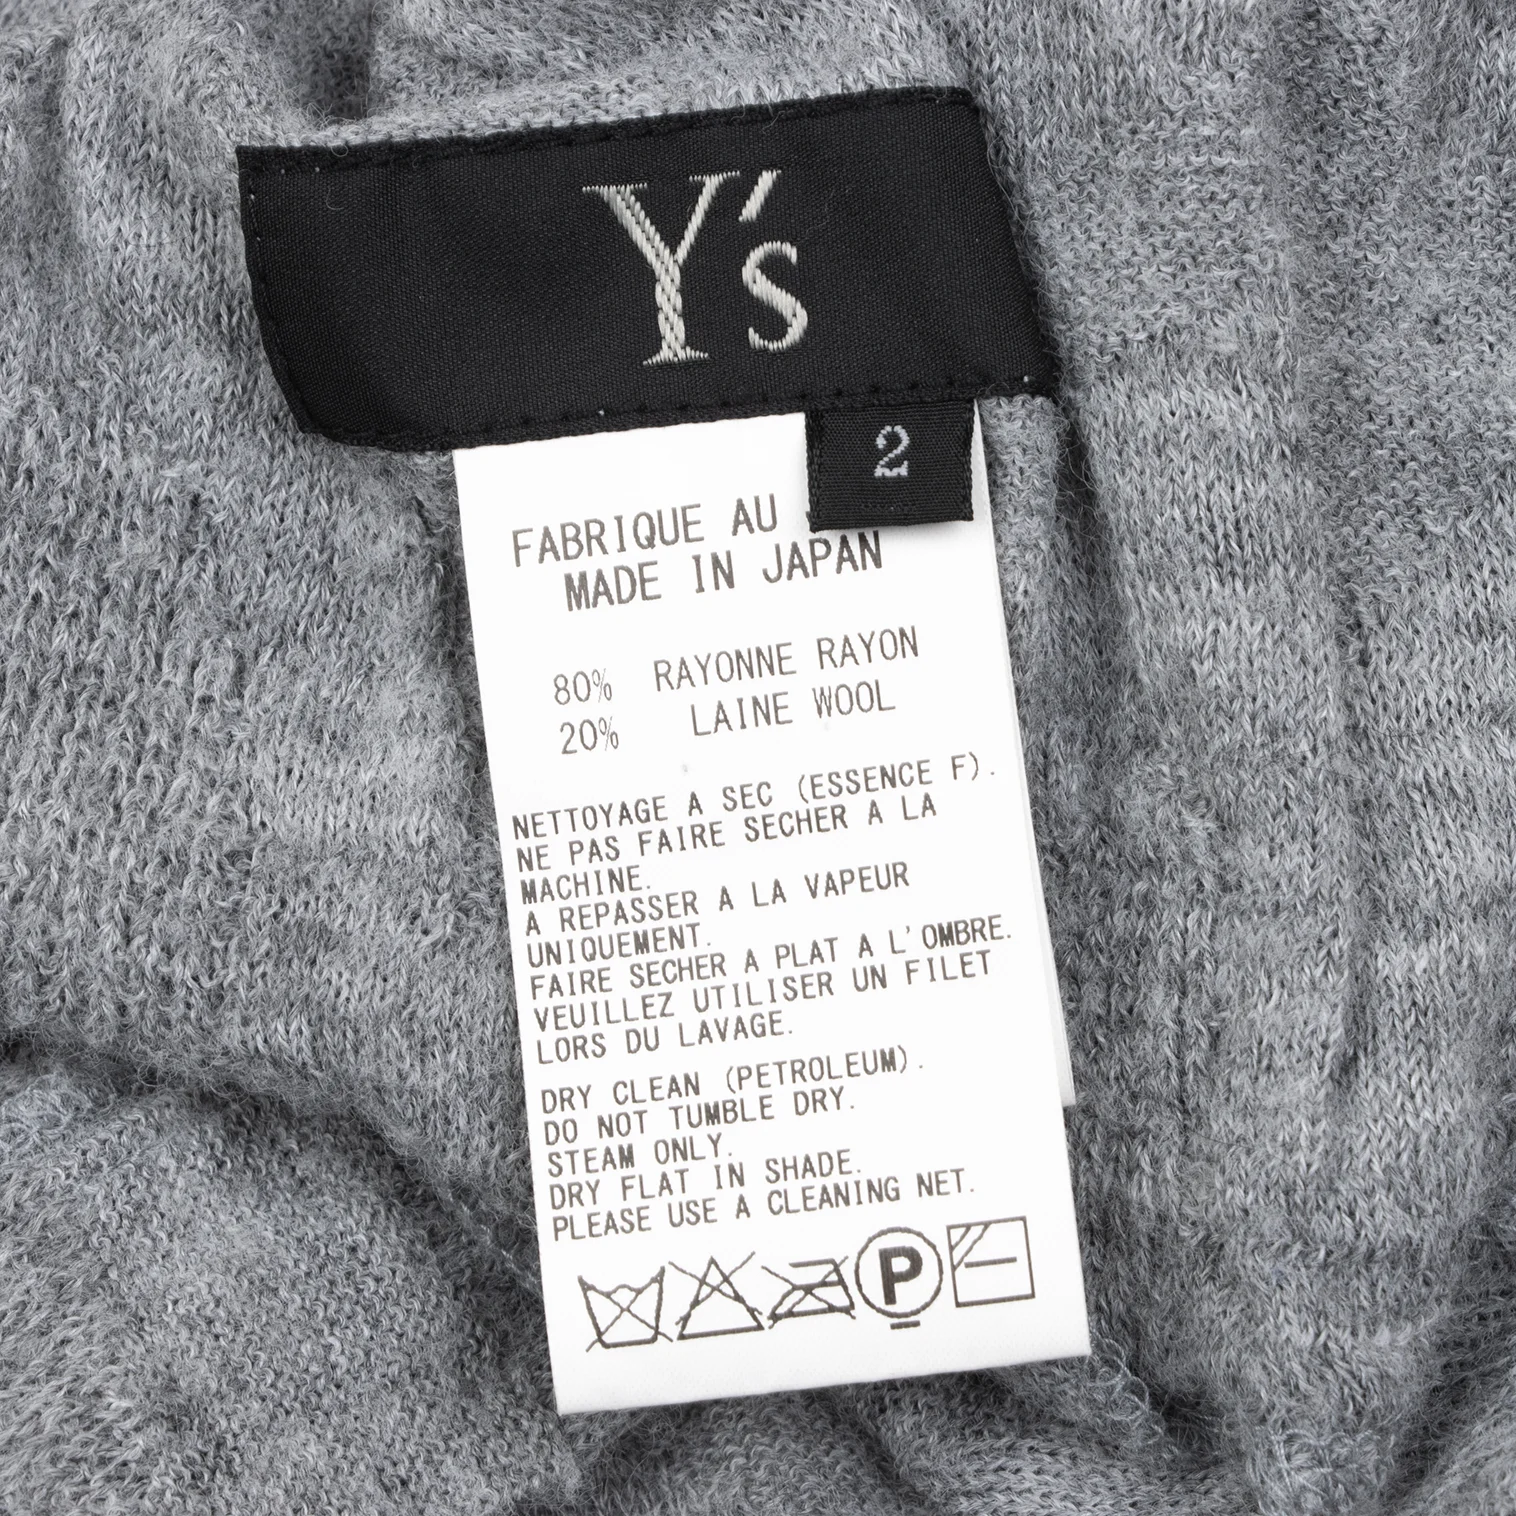 Y's
2
FABRIQUE AU
MADE IN JAPAN
80% RAYONNE RAYON
20% LAINE WOOL
NETTOYAGE A SEC (ESSENCE F).
NE PAS FAIRE SECHER A LA
MACHINE.
A REPASSER A LA VAPEUR
UNIQUEMENT.
FAIRE SECHER A PLAT A L'OMBRE.
VEUILLEZ UTILISER UN FILET
LORS DU LAVAGE.
DRY CLEAN (PETROLEUM).
DO NOT TUMBLE DRY.
STEAM ONLY.
DRY FLAT IN SHADE.
PLEASE USE A CLEANING NET.
P